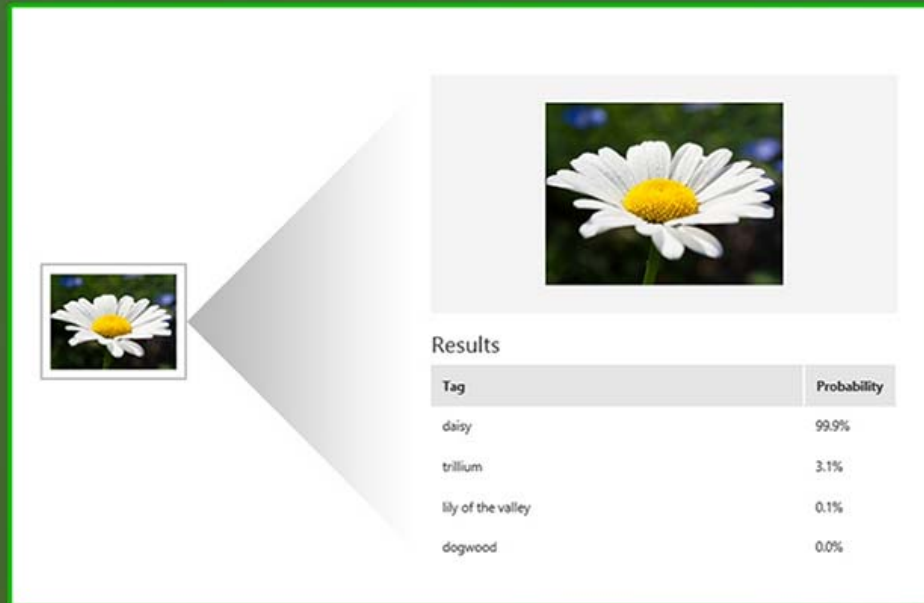 Results
Tag Probability
daisy 99.9%
trillium 3.1%
lily of the valley 0.1%
dogwood 0.0%